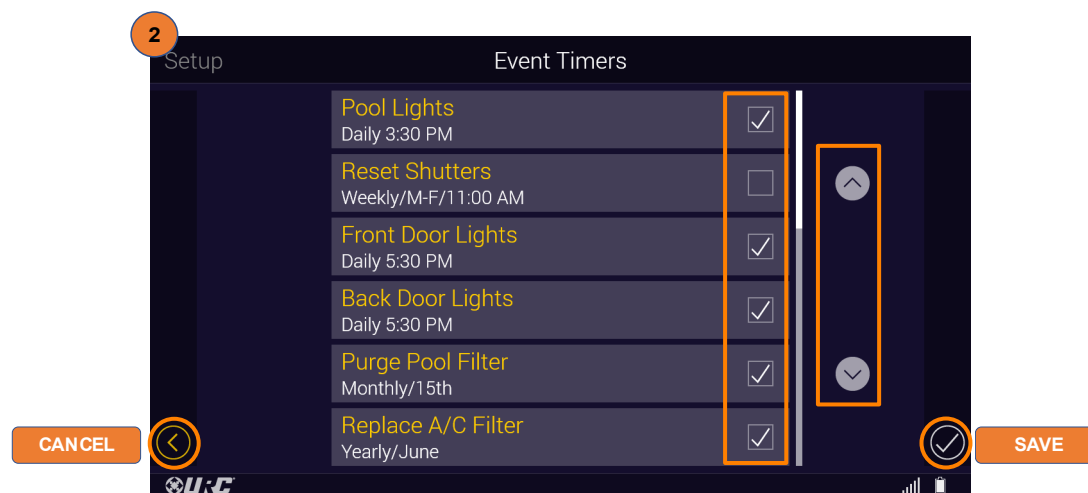 2
Setup
Event Timers
Pool Lights
Daily 3:30 PM
Reset Shutters
Weekly/M-F/11:00 AM
Front Door Lights
Daily 5:30 PM
Back Door Lights
Daily 5:30 PM
Purge Pool Filter
Monthly/15th
Replace A/C Filter
Yearly/June
CANCEL
SAVE
URC